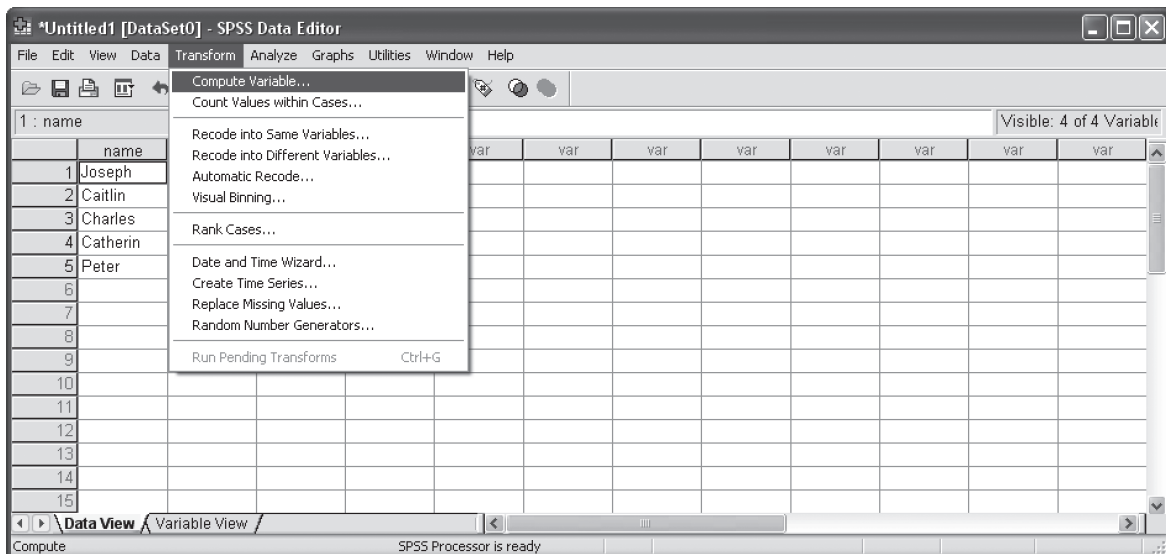 *Untitled1 [DataSet0] - SPSS Data Editor
File Edit View Data Transform Analyze Graphs Utilities Window Help
Compute Variable...
Count Values within Cases...
Recode into Same Variables...
Recode into Different Variables...
Automatic Recode...
Visual Binning...
Rank Cases...
Date and Time Wizard...
Create Time Series...
Replace Missing Values...
Random Number Generators...
Run Pending Transforms Ctrl+G
1 : name
Visible: 4 of 4 Variable
name var var var var var var var var
1 Joseph
2 Caitlin
3 Charles
4 Catherin
5 Peter
6
7
8
9
10
11
12
13
14
15
Data View Variable View
Compute SPSS Processor is ready